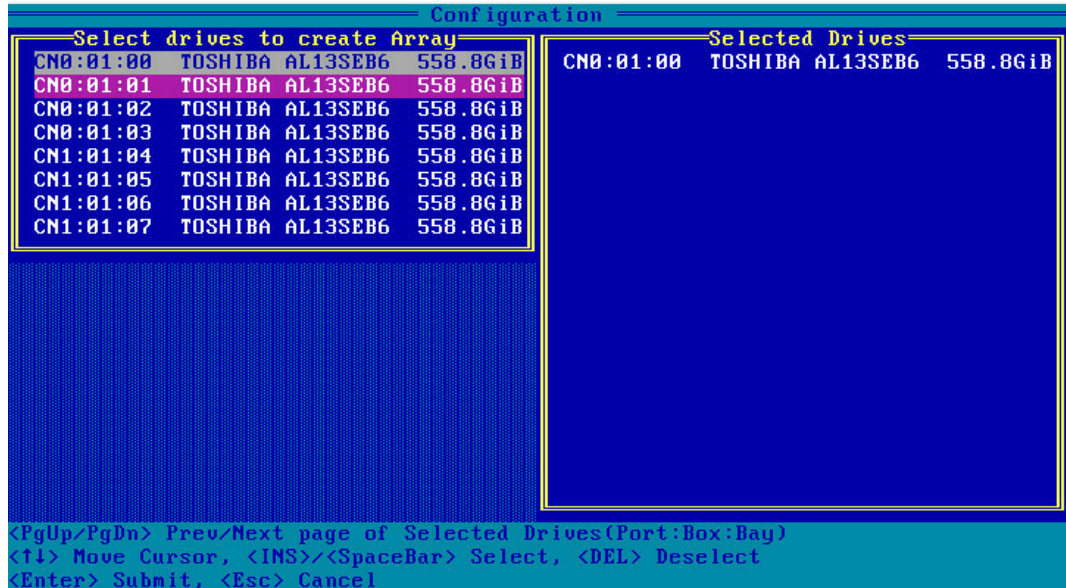 Configuration
Select drives to create Array
CN0:01:00 TOSHIBA AL13SEB6 558.8GiB
CN0:01:01 TOSHIBA AL13SEB6 558.8GiB
CN0:01:02 TOSHIBA AL13SEB6 558.8GiB
CN0:01:03 TOSHIBA AL13SEB6 558.8GiB
CN1:01:04 TOSHIBA AL13SEB6 558.8GiB
CN1:01:05 TOSHIBA AL13SEB6 558.8GiB
CN1:01:06 TOSHIBA AL13SEB6 558.8GiB
CN1:01:07 TOSHIBA AL13SEB6 558.8GiB
Selected Drives
CN0:01:00 TOSHIBA AL13SEB6 558.8GiB
<PgUp/PgDn> Prev/Next page of Selected Drives(Port:Box:Bay)
<↑↓> Move Cursor, <INS>/<SpaceBar> Select, <DEL> Deselect
<Enter> Submit, <Esc> Cancel